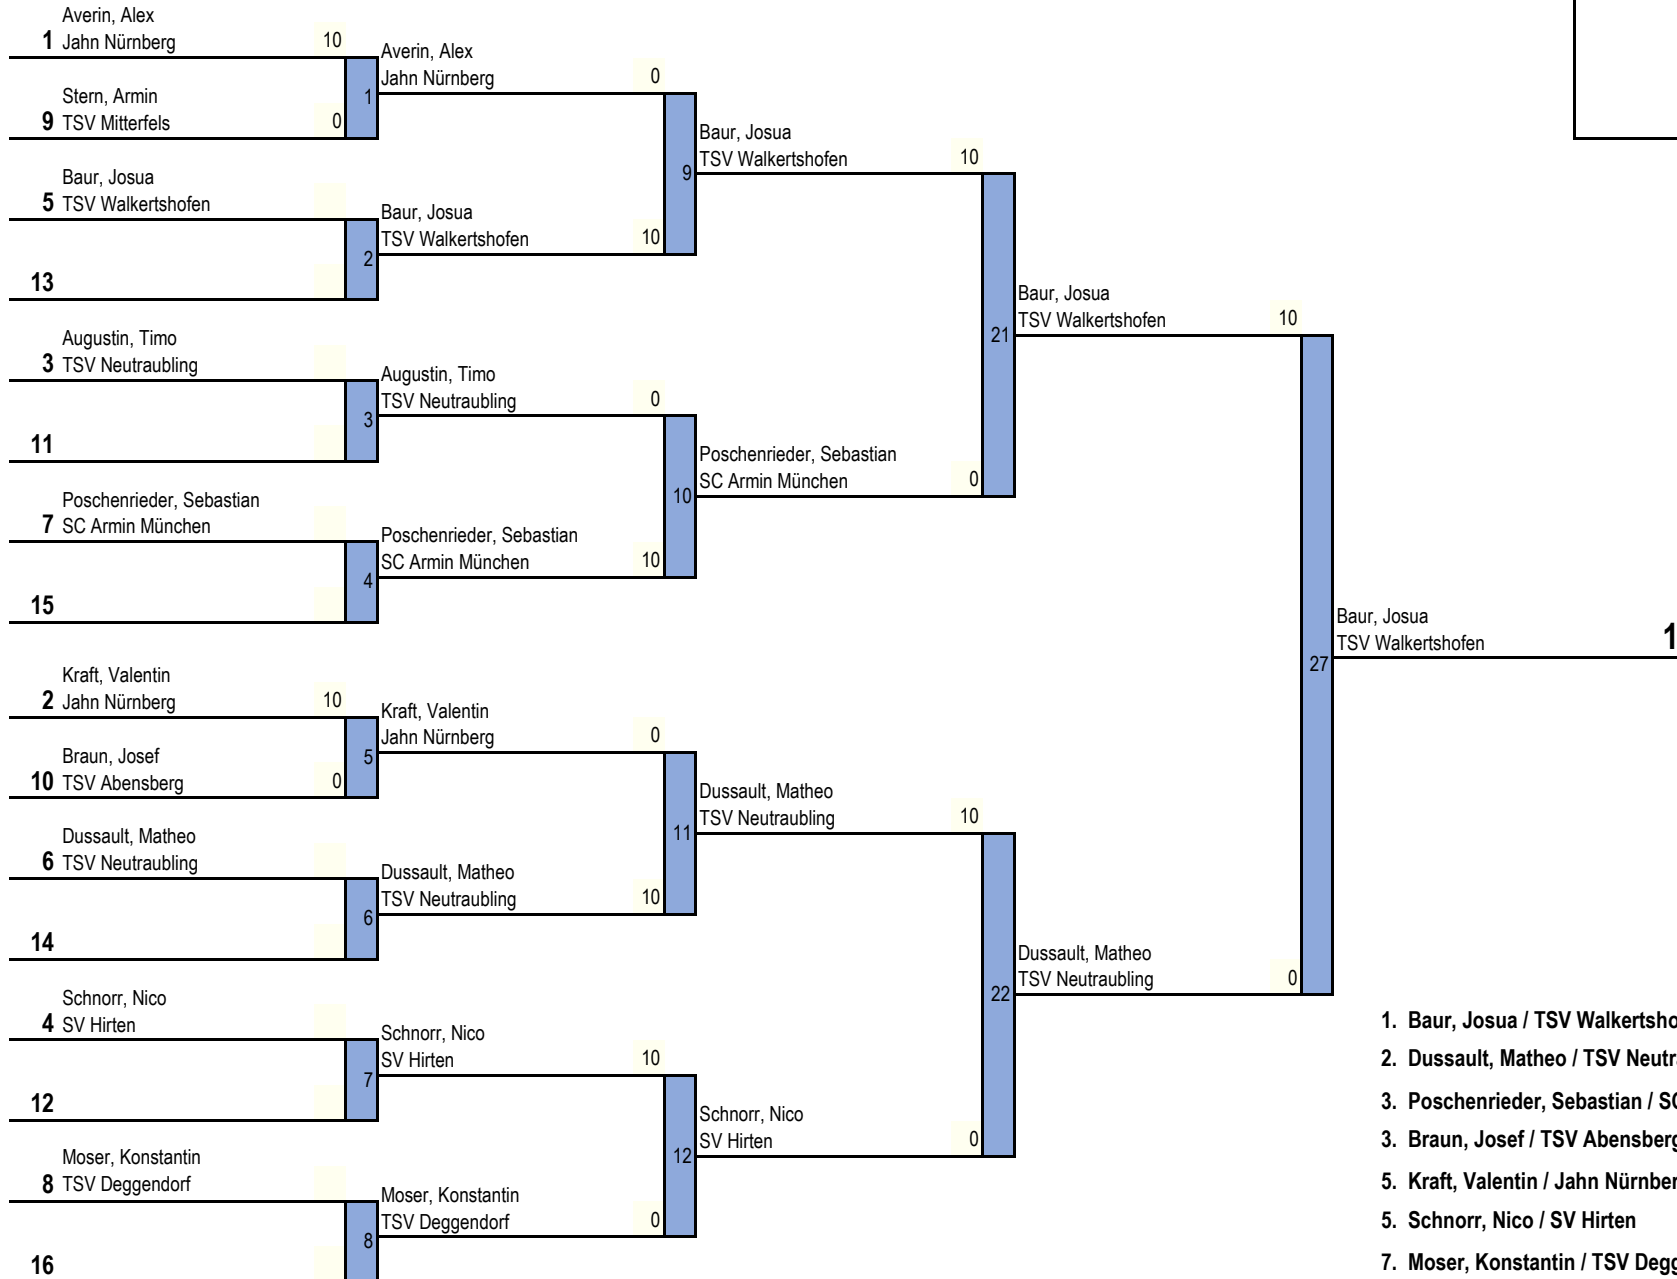 Averin, Alex
1 Jahn Nürnberg 10
Stern, Armin
9 TSV Mitterfels 0
1
Baur, Josua
5 TSV Walkertshofen
13
2
Augustin, Timo
3 TSV Neutraubling
11
3
Poschenrieder, Sebastian
7 SC Armin München
15
4
Kraft, Valentin
2 Jahn Nürnberg 10
Braun, Josef
10 TSV Abensberg 0
5
Dussault, Matheo
6 TSV Neutraubling
14
6
Schnorr, Nico
4 SV Hirten
12
7
Moser, Konstantin
8 TSV Deggendorf
16
8
Averin, Alex
Jahn Nürnberg 0
Baur, Josua
TSV Walkertshofen 10
9
Augustin, Timo
TSV Neutraubling 0
Poschenrieder, Sebastian
SC Armin München 10
10
Kraft, Valentin
Jahn Nürnberg 0
Dussault, Matheo
TSV Neutraubling 10
11
Schnorr, Nico
SV Hirten 10
Moser, Konstantin
TSV Deggendorf 0
12
Baur, Josua
TSV Walkertshofen 10
Poschenrieder, Sebastian
SC Armin München 0
21
Dussault, Matheo
TSV Neutraubling 10
Schnorr, Nico
SV Hirten 0
22
Baur, Josua
TSV Walkertshofen 10
Dussault, Matheo
TSV Neutraubling 0
27
Baur, Josua
TSV Walkertshofen 1
1. Baur, Josua / TSV
2. Dussault, Matheo / TSV
3. Poschenrieder, Sebastian /
3. Braun, Josef / TSV Abensberg
5. Kraft, Valentin / Jahn
5. Schnorr, Nico / SV Hirten
7. Moser, Konstantin / TSV